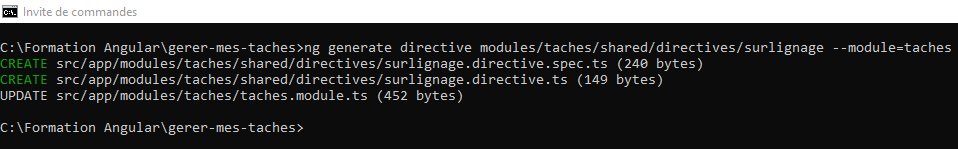 Invite de commandes
C:\Formation Angular\gerer-mes-taches>ng generate directive modules/taches/shared/directives/surlignage --module=taches
CREATE src/app/modules/taches/shared/directives/surlignage.directive.spec.ts (240 bytes)
CREATE src/app/modules/taches/shared/directives/surlignage.directive.ts (149 bytes)
UPDATE src/app/modules/taches/taches.module.ts (452 bytes)
C:\Formation Angular\gerer-mes-taches>